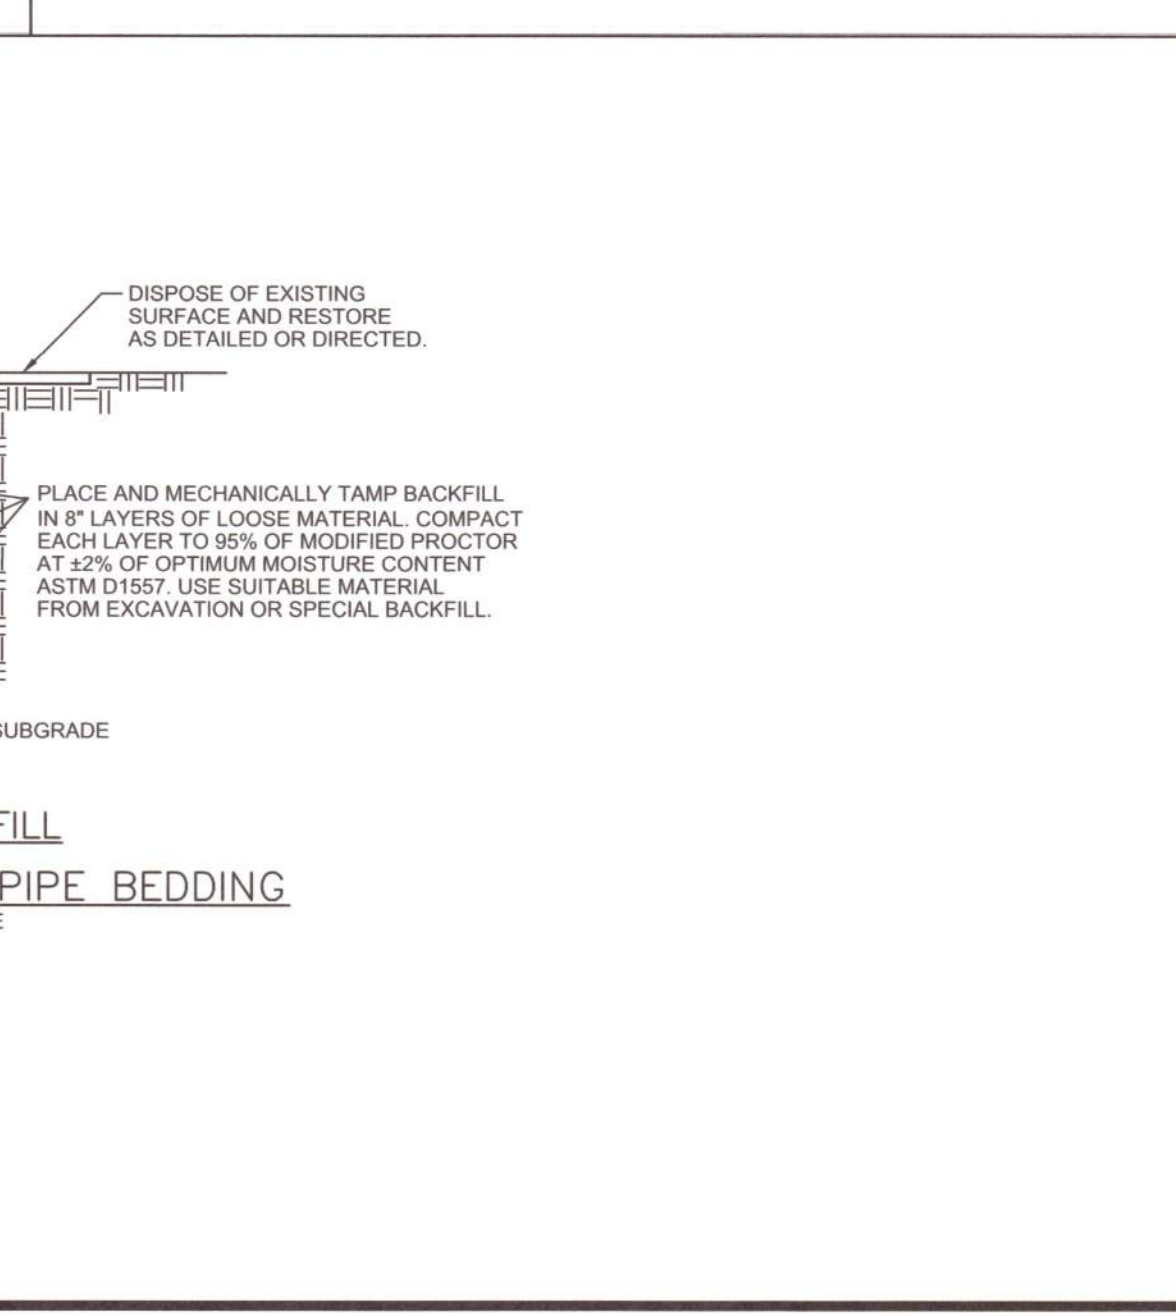 DISPOSE OF EXISTING
SURFACE AND RESTORE
AS DETAILED OR DIRECTED.
PLACE AND MECHANICALLY TAMP BACKFILL
IN 8" LAYERS OF LOOSE MATERIAL. COMPACT
EACH LAYER TO 95% OF MODIFIED PROCTOR
AT ±2% OF OPTIMUM MOISTURE CONTENT
ASTM D1557. USE SUITABLE MATERIAL
FROM EXCAVATION OR SPECIAL BACKFILL.
SUBGRADE
FILL
PIPE BEDDING
E